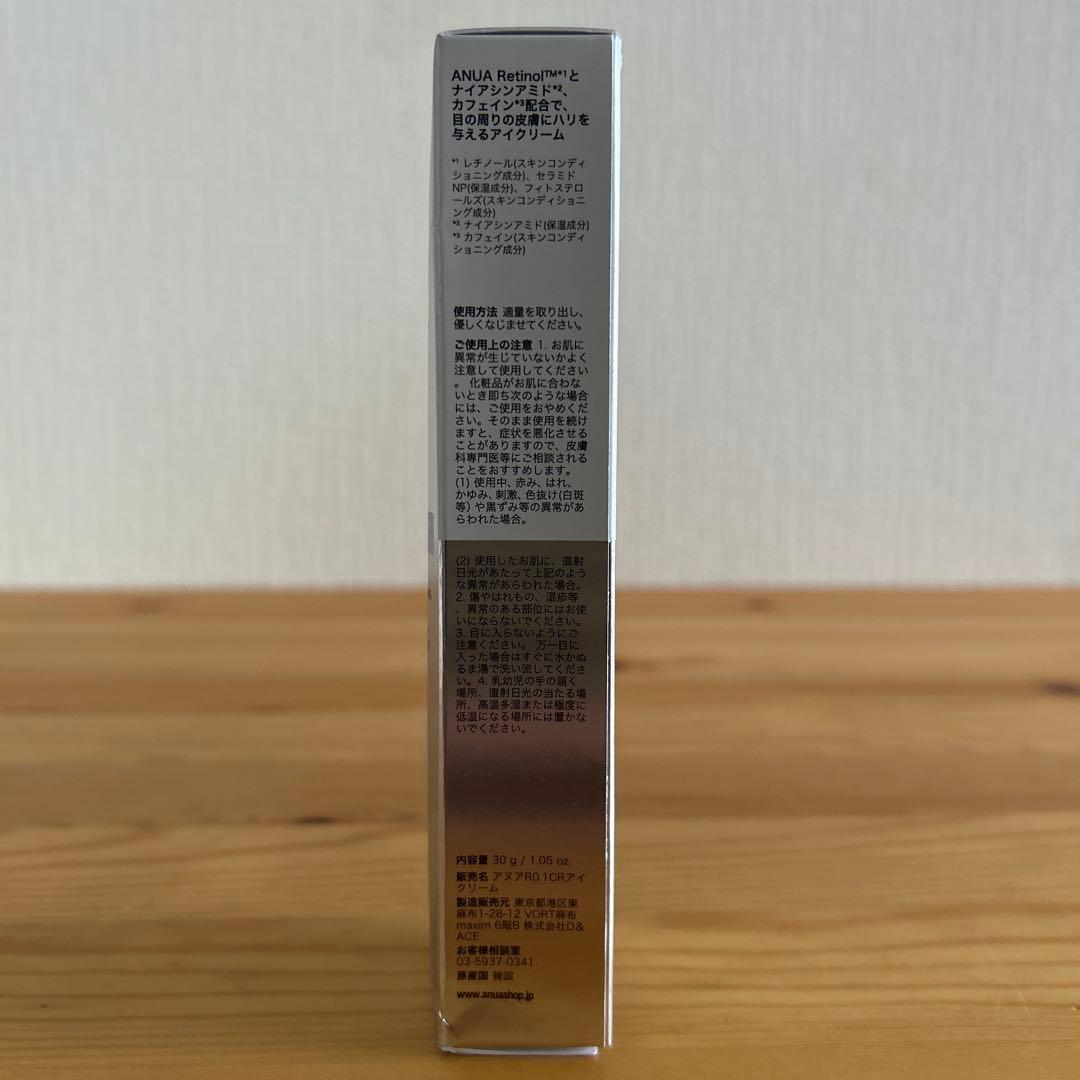 ANUA Retinol™*1と
ナイアシンアミド*2、
カフェイン*3配合で、
目の周りの皮膚にハリを
与えるアイクリーム
*1 レチノール(スキンコンディ
ショニング成分)、セラミド
NP(保湿成分)、フィトステロ
ールズ(スキンコンディショニ
ング成分)
*2 ナイアシンアミド(保湿成分)
*3 カフェイン(スキンコンディ
ショニング成分)
使用方法 適量を取り出し、
優しくなじませてください。
ご使用上の注意 1. お肌に
異常が生じていないかよく
注意して使用してください
。化粧品がお肌に合わな
いとき即ち次のような場合
には、ご使用をおやめくだ
さい。そのまま使用を続け
ますと、症状を悪化させる
ことがありますので、皮膚
科専門医等にご相談される
ことをおすすめします。
(1) 使用中、赤み、はれ、
かゆみ、刺激、色抜け(白斑
等) や黒ずみ等の異常があ
らわれた場合。
(2) 使用したお肌に、直射
日光があたって上記のよう
な異常があらわれた場合。
2. 傷やはれもの、湿疹等
、異常のある部位にはお使
いにならないでください。
3. 目に入らないようにご
注意ください。 万一目に
入った場合はすぐに水かぬ
るま湯で洗い流してくださ
い。4. 乳幼児の手の届く
場所、直射日光の当たる場
所、高温多湿または極度に
低温になる場所には置かな
いでください。
内容量 30 g / 1.05 oz.
販売名 アヌアR0.1CRアイ
クリーム
製造販売元 東京都港区東
麻布1-28-12 VORT麻布
maxim 6階B 株式会社D&
ACE
お客様相談室
03-5937-0341
原産国 韓国
www.anuashop.jp